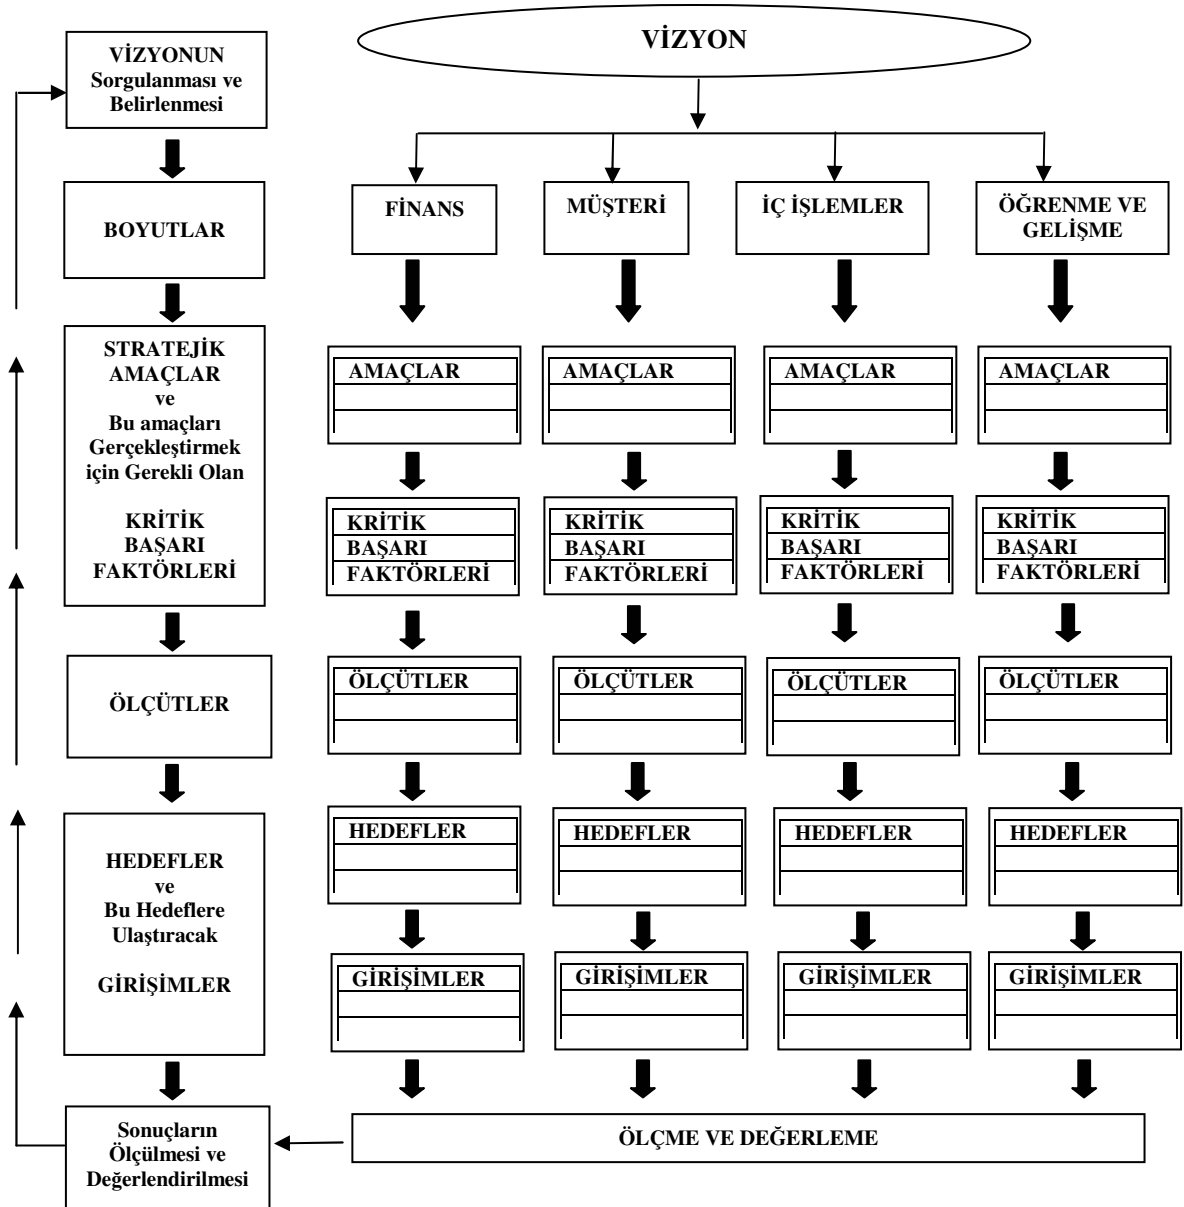 VİZYONUN
Sorgulanması ve
Belirlenmesi
VİZYON
BOYUTLAR
FİNANS
MÜŞTERİ
İÇ İŞLEMLER
ÖĞRENME VE
GELİŞME
STRATEJİK
AMAÇLAR
ve
Bu amaçları
Gerçekleştirmek
için Gerekli Olan
KRİTİK
BAŞARI
FAKTÖRLERİ
AMAÇLAR
AMAÇLAR
AMAÇLAR
AMAÇLAR
KRİTİK
BAŞARI
FAKTÖRLERİ
KRİTİK
BAŞARI
FAKTÖRLERİ
KRİTİK
BAŞARI
FAKTÖRLERİ
KRİTİK
BAŞARI
FAKTÖRLERİ
ÖLÇÜTLER
ÖLÇÜTLER
ÖLÇÜTLER
ÖLÇÜTLER
ÖLÇÜTLER
HEDEFLER
ve
Bu Hedeflere
Ulaştıracak
GİRİŞİMLER
HEDEFLER
HEDEFLER
HEDEFLER
HEDEFLER
GİRİŞİMLER
GİRİŞİMLER
GİRİŞİMLER
GİRİŞİMLER
Sonuçların
Ölçülmesi ve
Değerlendirilmesi
ÖLÇME VE DEĞERLEME